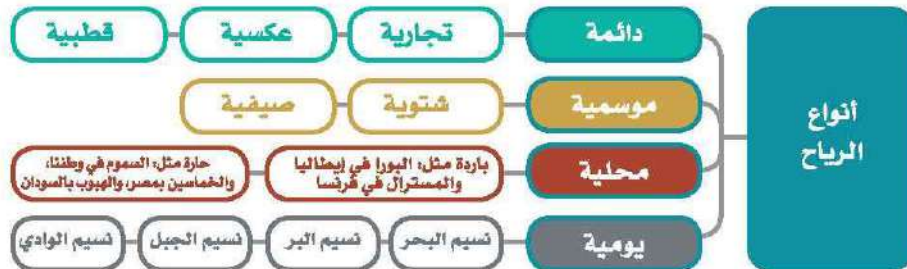 أنواع
الرياح
دائمة
تجارية
عكسية
قطبية
موسمية
شتوية
صيفية
محلية
باردة مثل: البورا في إيطاليا
والمسترال في فرنسا
حارة مثل: السموم في وطننا،
والخماسين بمصر، والهبوب بالسودان
يومية
نسيم البحر
نسيم البر
نسيم الجبل
نسيم الوادي